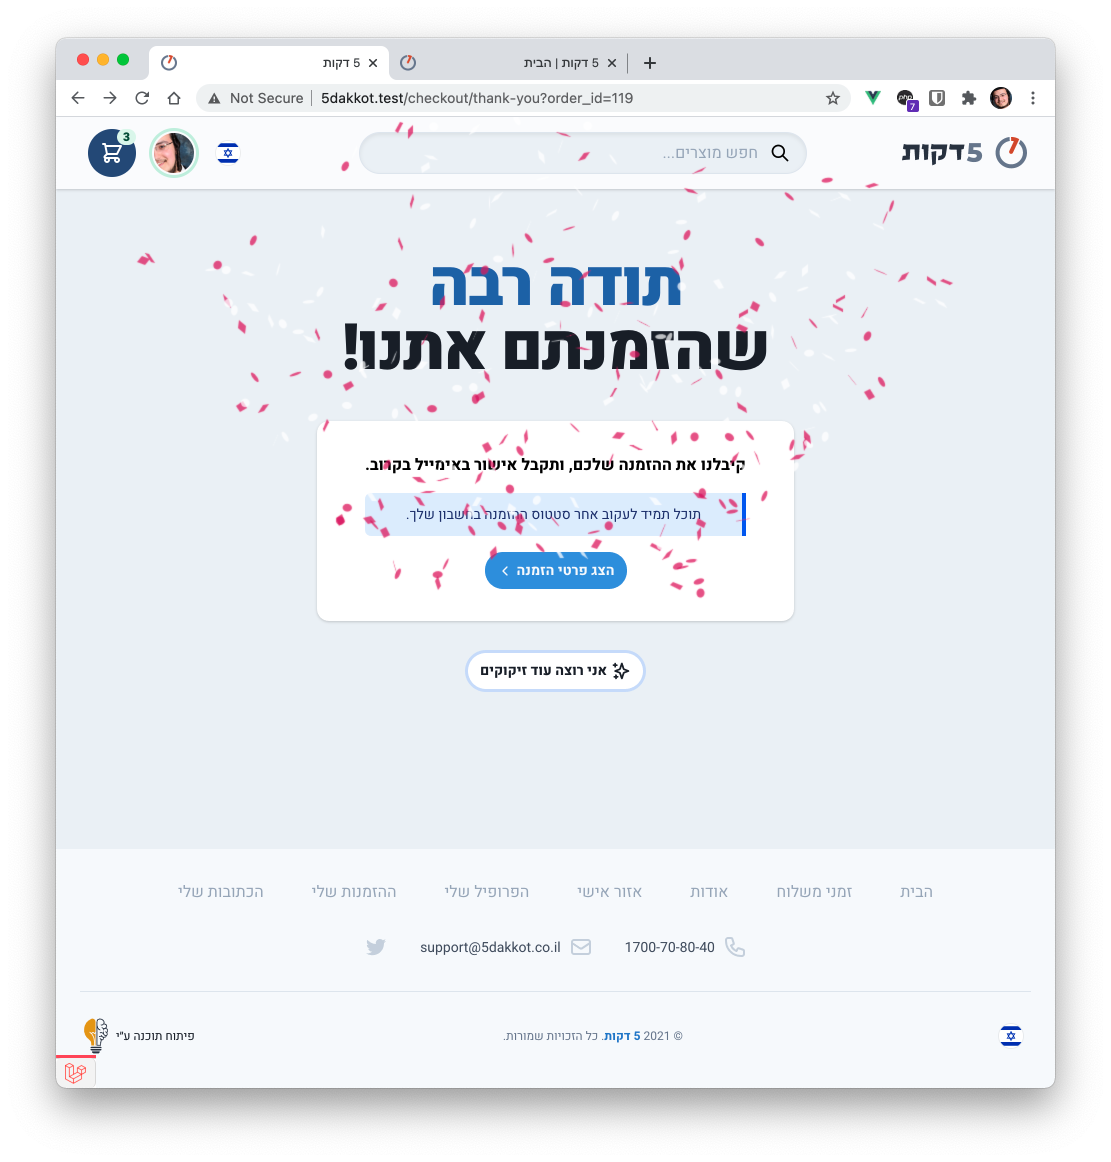 5 דקות
5 דקות | הבית
Not Secure
5dakkot.test/checkout/thank-you?order_id=119
php
7
5דקות
חפש מוצרים...
3
תודה רבה
שהזמנתם אתנו!
קיבלנו את ההזמנה שלכם, ותקבל אישור באימייל בקרוב.
תוכל תמיד לעקוב אחר סטטוס ההזמנה בחשבון שלך.
הצג פרטי הזמנה
אני רוצה עוד זיקוקים
הבית
זמני משלוח
אודות
אזור אישי
הפרופיל שלי
ההזמנות שלי
הכתובות שלי
1700-70-80-40
support@5dakkot.co.il
© 2021 5 דקות. כל הזכויות שמורות.
פיתוח תוכנה ע"י